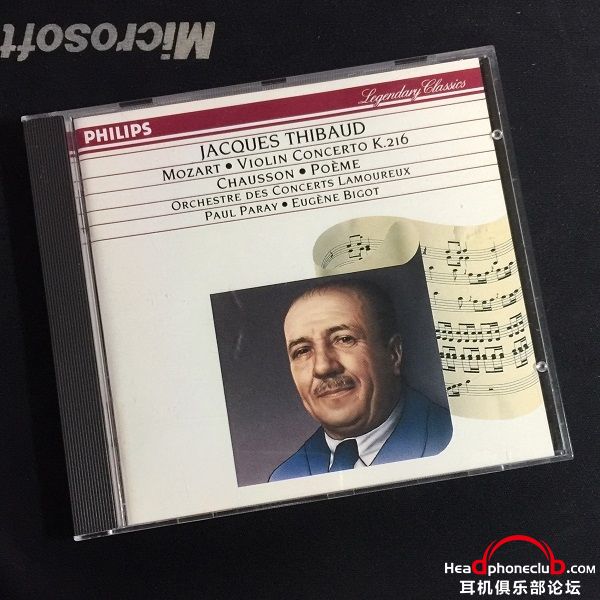 Microsoft
Legendary Classics
PHILIPS
JACQUES THIBAUD
MOZART • VIOLIN CONCERTO K.216
CHAUSSON • POÈME
ORCHESTRE DES CONCERTS LAMOUREUX
PAUL PARAY • EUGÈNE BIGOT
Headphoneclub.com
耳机俱乐部论坛